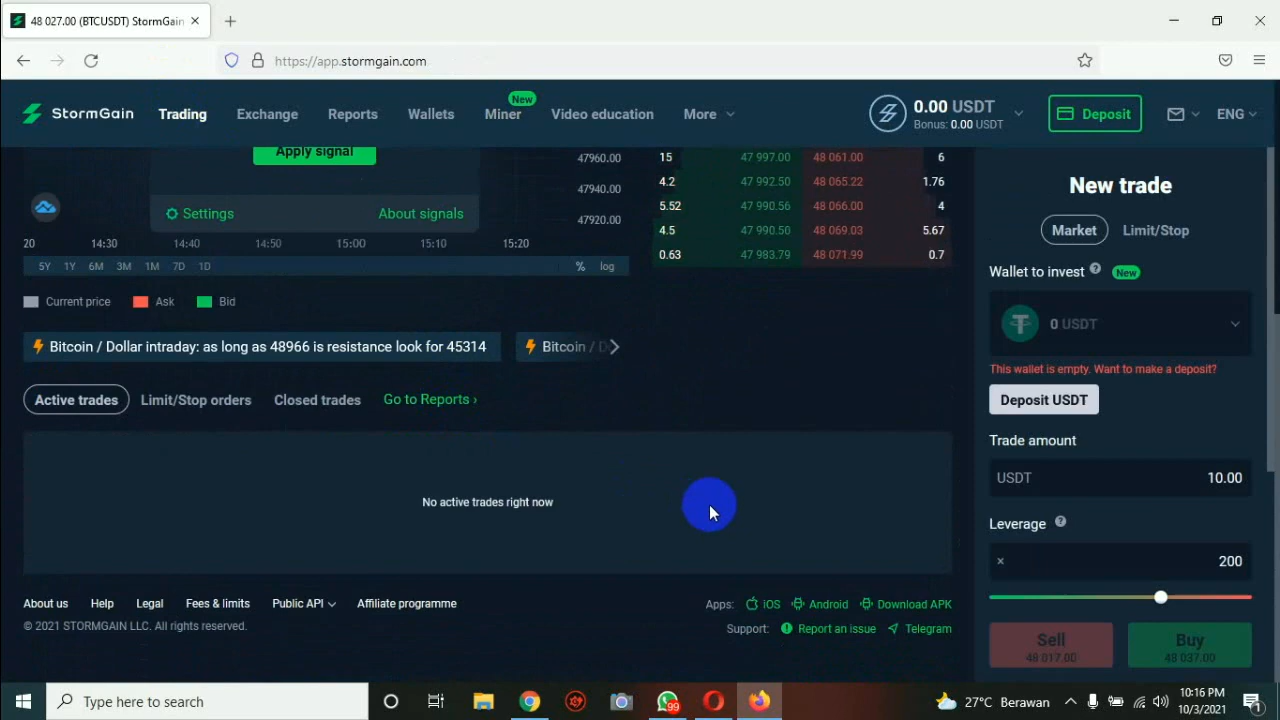 48 027.00 (BTCUSDT) StormGain
https://app.stormgain.com
StormGain
Trading
Exchange
Reports
Wallets
Miner
New
Video education
More
0.00 USDT
Bonus: 0.00 USDT
Deposit
ENG
Apply signal
Settings
About signals
47960.00
47940.00
47920.00
20 14:30 14:40 14:50 15:00 15:10 15:20
5Y 1Y 6M 3M 1M 7D 1D % log
Current price Ask Bid
15 47 997.00 48 061.00 6
4.2 47 992.50 48 065.22 1.76
5.52 47 990.56 48 066.00 4
4.5 47 990.50 48 069.03 5.67
0.63 47 983.79 48 071.99 0.7
Bitcoin / Dollar intraday: as long as 48966 is resistance look for 45314
Bitcoin / D
Active trades Limit/Stop orders Closed trades Go to Reports ›
No active trades right now
New trade
Market Limit/Stop
Wallet to invest ? New
0 USDT
This wallet is empty. Want to make a deposit?
Deposit USDT
Trade amount
USDT 10.00
Leverage ?
× 200
Sell
48 017.00
Buy
48 037.00
About us Help Legal Fees & limits Public API Affiliate programme
© 2021 STORMGAIN LLC. All rights reserved.
Apps: iOS Android Download APK
Support: Report an issue Telegram
Type here to search
99
27°C Berawan
10:16 PM
10/3/2021
1